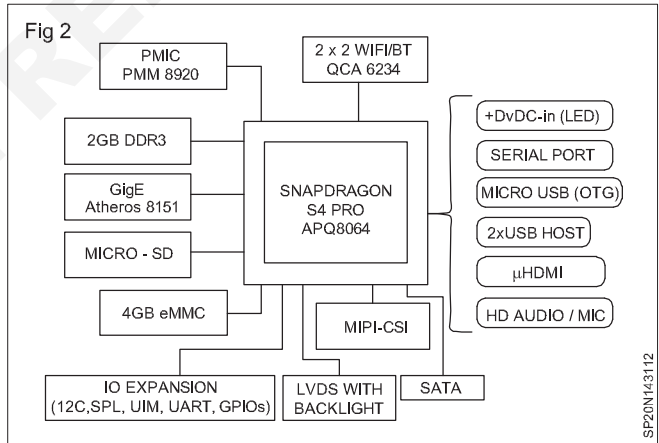 Fig 2
PMIC
PMM 8920
2 x 2 WIFI/BT
QCA 6234
2GB DDR3
GigE
Atheros 8151
MICRO - SD
4GB eMMC
SNAPDRAGON
S4 PRO
APQ8064
+DvDC-in (LED)
SERIAL PORT
MICRO USB (OTG)
2xUSB HOST
µHDMI
HD AUDIO / MIC
MIPI-CSI
IO EXPANSION
(12C,SPL, UIM, UART, GPIOs)
LVDS WITH
BACKLIGHT
SATA
SP20N143112